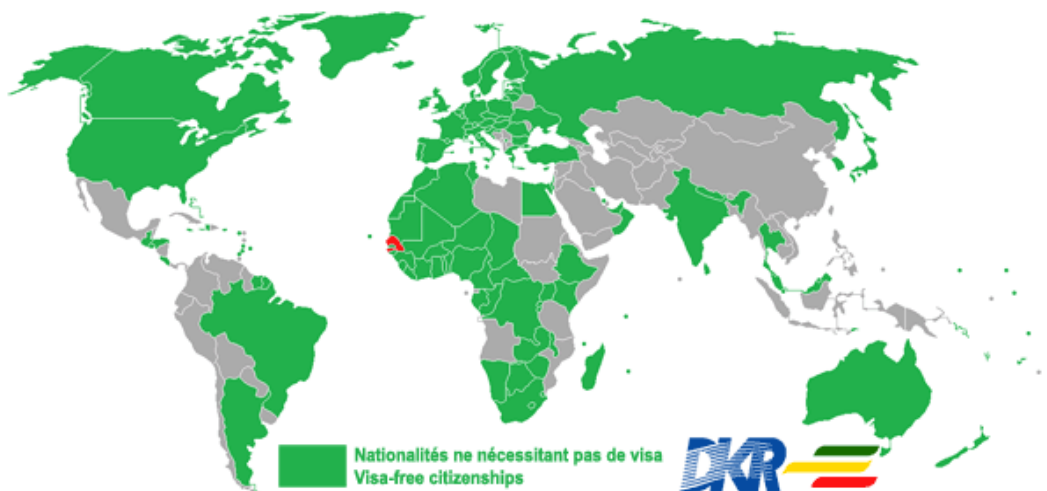 Nationalités ne nécessitant pas de visa
Visa-free citizenships
DKR